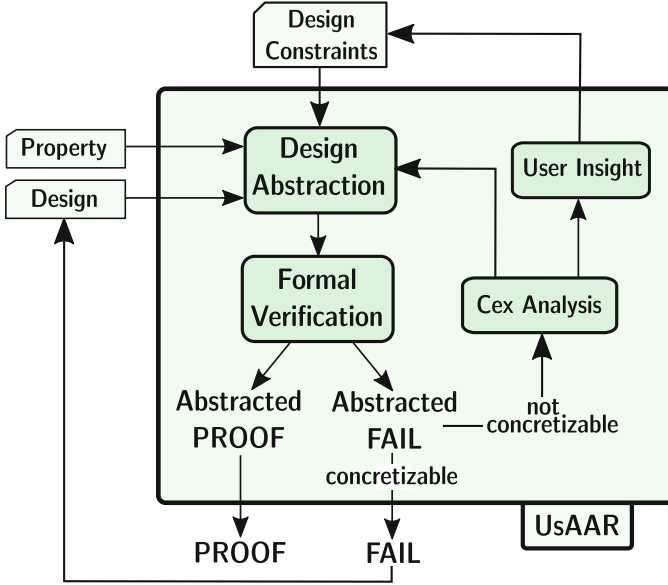 Design
Constraints
Property
Design
Abstraction
User Insight
Design
Formal
Verification
Cex Analysis
Abstracted
PROOF
Abstracted
FAIL
not
concretizable
concretizable
UsAAR
PROOF
FAIL